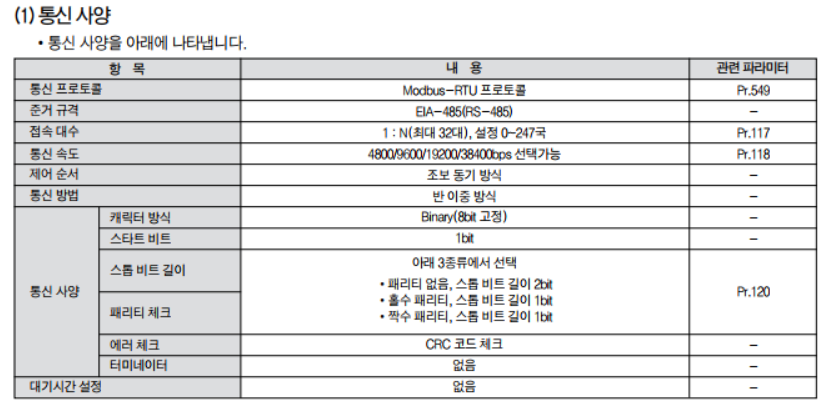 (1) 통신 사양
• 통신 사양을 아래에 나타냅니다.
항 목 내 용 관련 파라미터
통신 프로토콜 Modbus-RTU 프로토콜 Pr.549
준거 규격 EIA-485(RS-485) –
접속 대수 1 : N(최대 32대), 설정 0~247국 Pr.117
통신 속도 4800/9600/19200/38400bps 선택가능 Pr.118
제어 순서 조보 동기 방식 –
통신 방법 반 이중 방식 –
통신 사양
캐릭터 방식 Binary(8bit 고정) –
스타트 비트 1bit –
스톱 비트 길이
패리티 체크
아래 3종류에서 선택
• 패리티 없음, 스톱 비트 길이 2bit
• 홀수 패리티, 스톱 비트 길이 1bit
• 짝수 패리티, 스톱 비트 길이 1bit
Pr.120
에러 체크 CRC 코드 체크 –
터미네이터 없음 –
대기시간 설정 없음 –